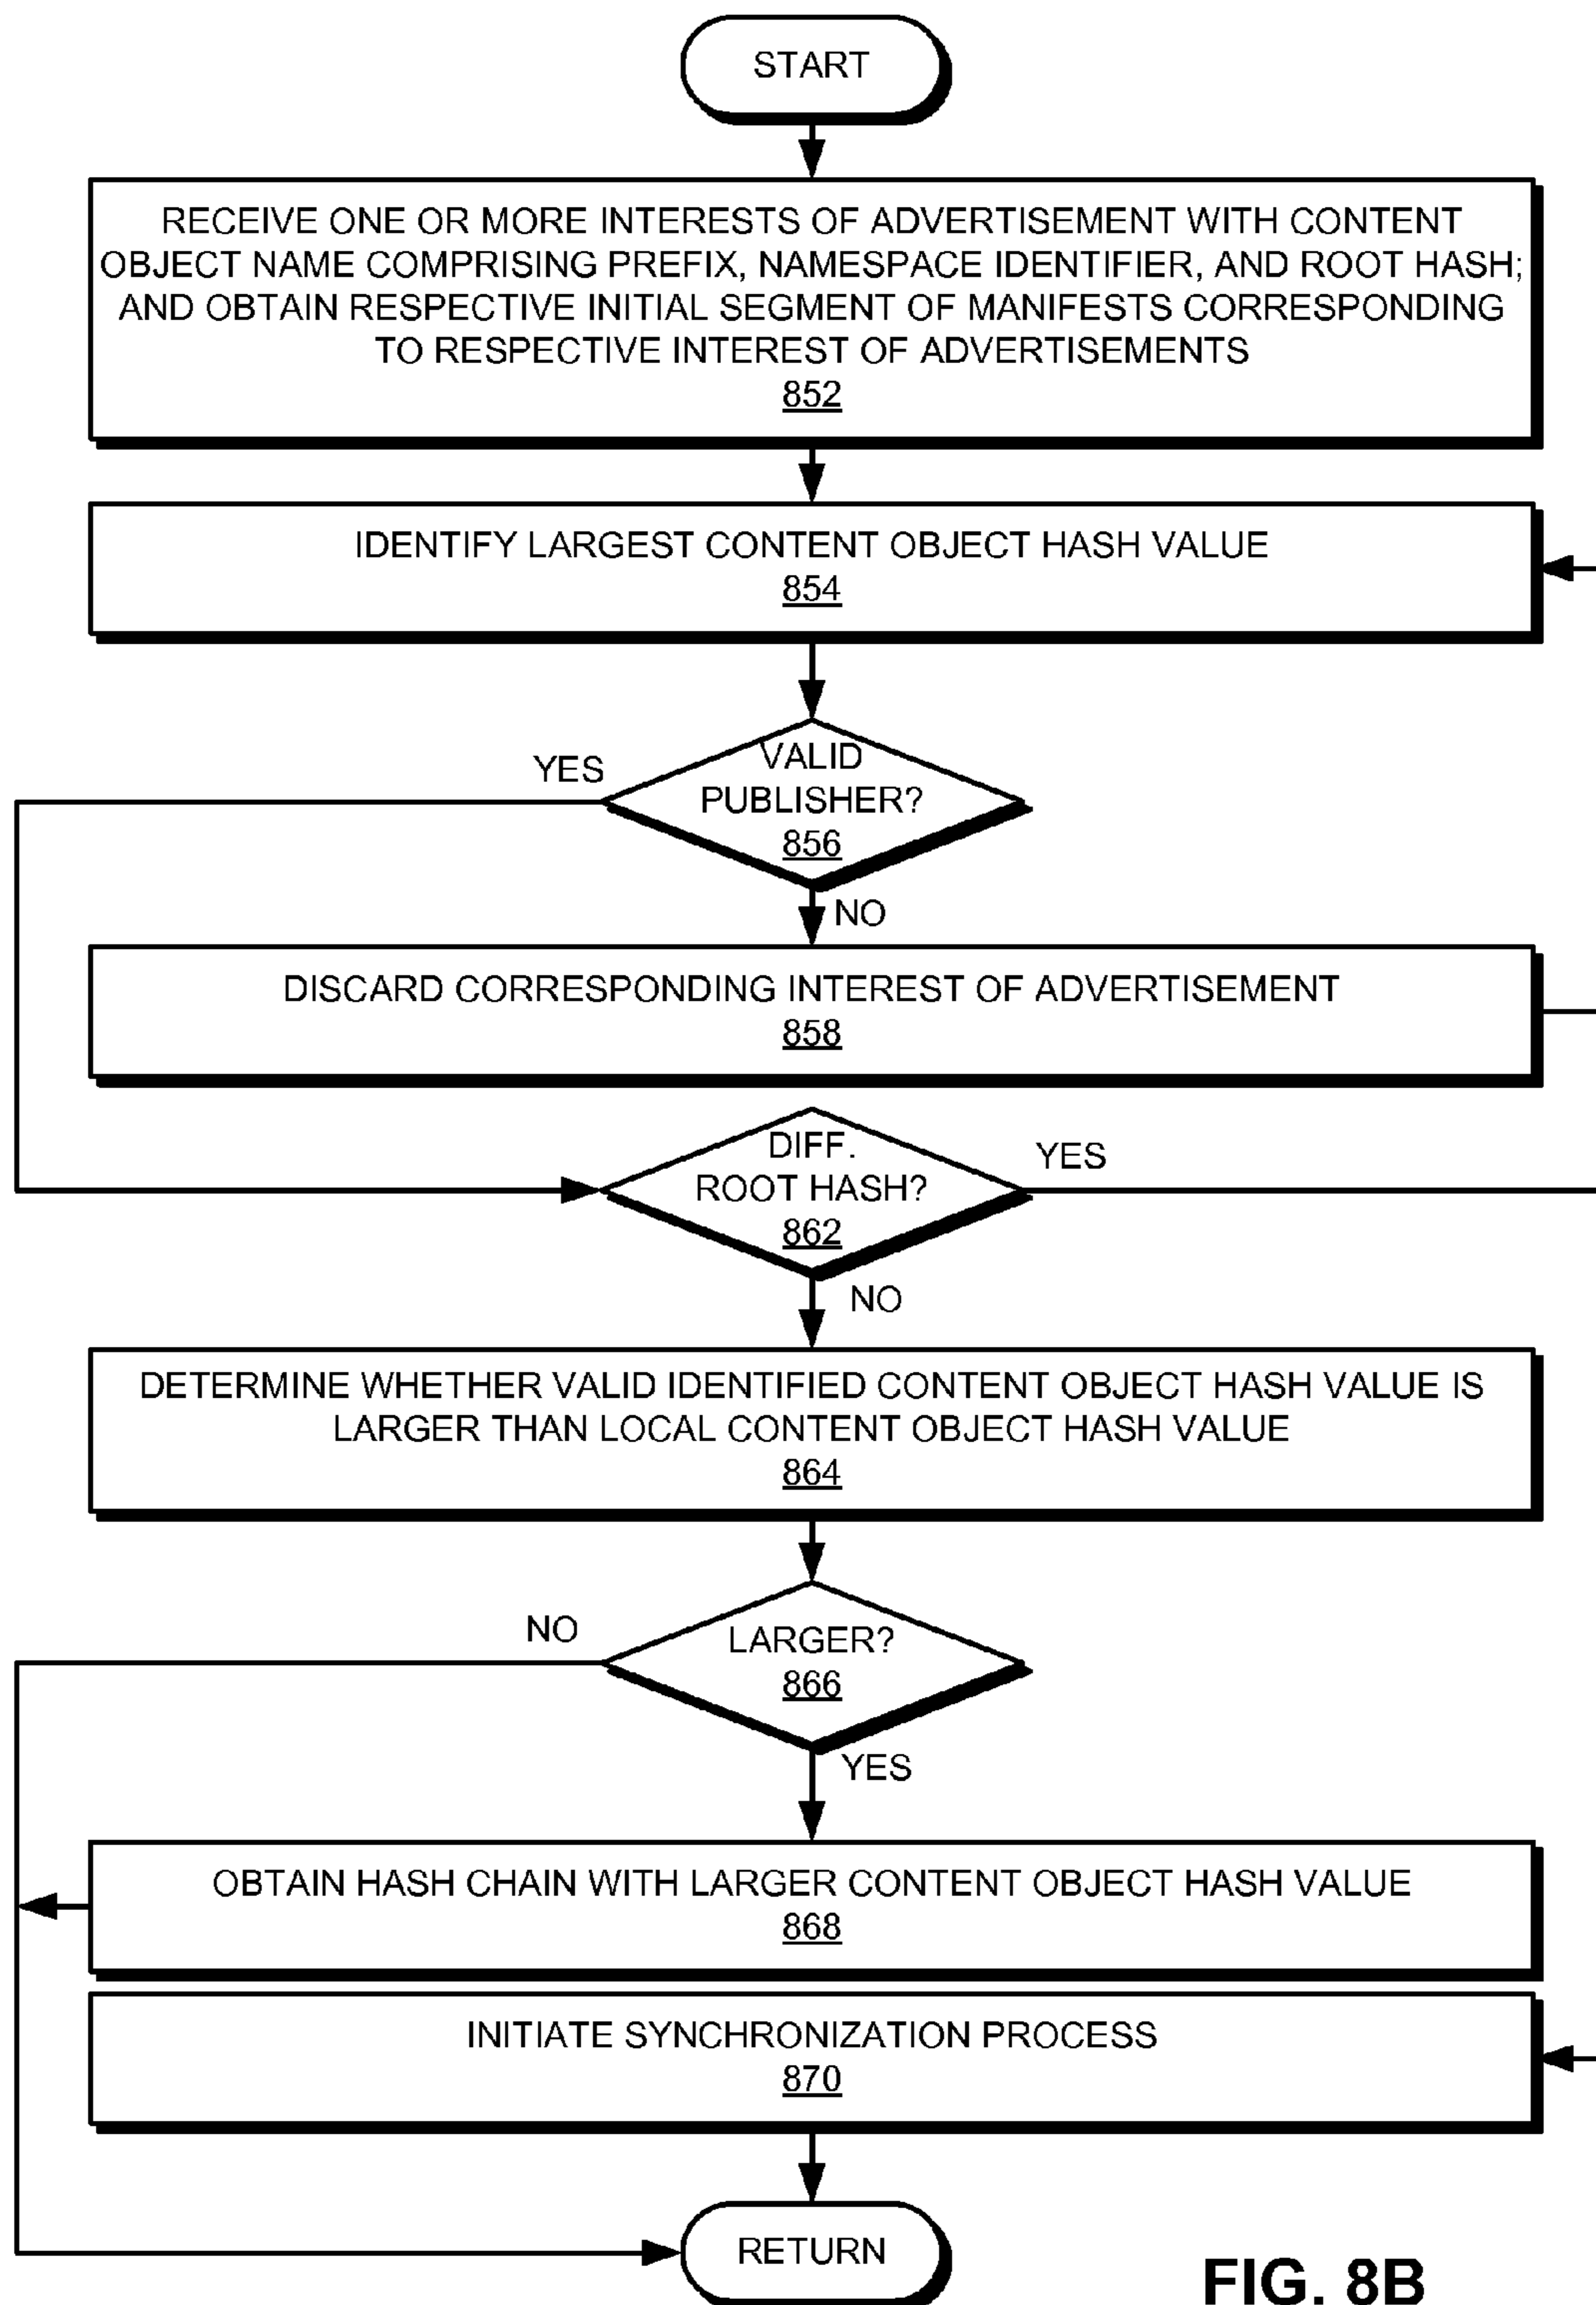 START
RECEIVE ONE OR MORE INTERESTS OF ADVERTISEMENT WITH CONTENT
OBJECT NAME COMPRISING PREFIX, NAMESPACE IDENTIFIER, AND ROOT HASH;
AND OBTAIN RESPECTIVE INITIAL SEGMENT OF MANIFESTS CORRESPONDING
TO RESPECTIVE INTEREST OF ADVERTISEMENTS
852
IDENTIFY LARGEST CONTENT OBJECT HASH VALUE
854
YES
VALID
PUBLISHER?
856
NO
DISCARD CORRESPONDING INTEREST OF ADVERTISEMENT
858
DIFF.
ROOT HASH?
862
YES
NO
DETERMINE WHETHER VALID IDENTIFIED CONTENT OBJECT HASH VALUE IS
LARGER THAN LOCAL CONTENT OBJECT HASH VALUE
864
NO
LARGER?
866
YES
OBTAIN HASH CHAIN WITH LARGER CONTENT OBJECT HASH VALUE
868
INITIATE SYNCHRONIZATION PROCESS
870
RETURN
FIG. 8B